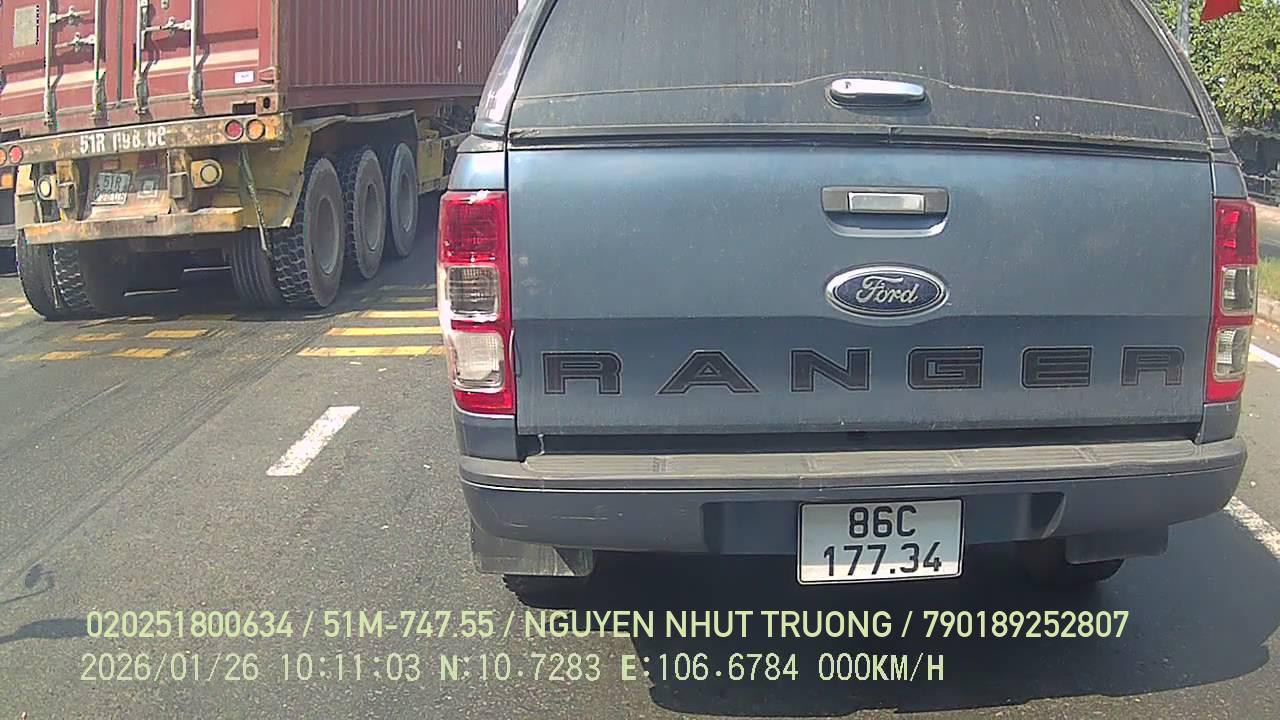 51R
Ford
RANGER
86C
177.34
020251800634 / 51M-747.55 / NGUYEN NHUT TRUONG / 790189252807
2026/01/26 10:11:03 N:10.7283 E:106.6784 000KM/H